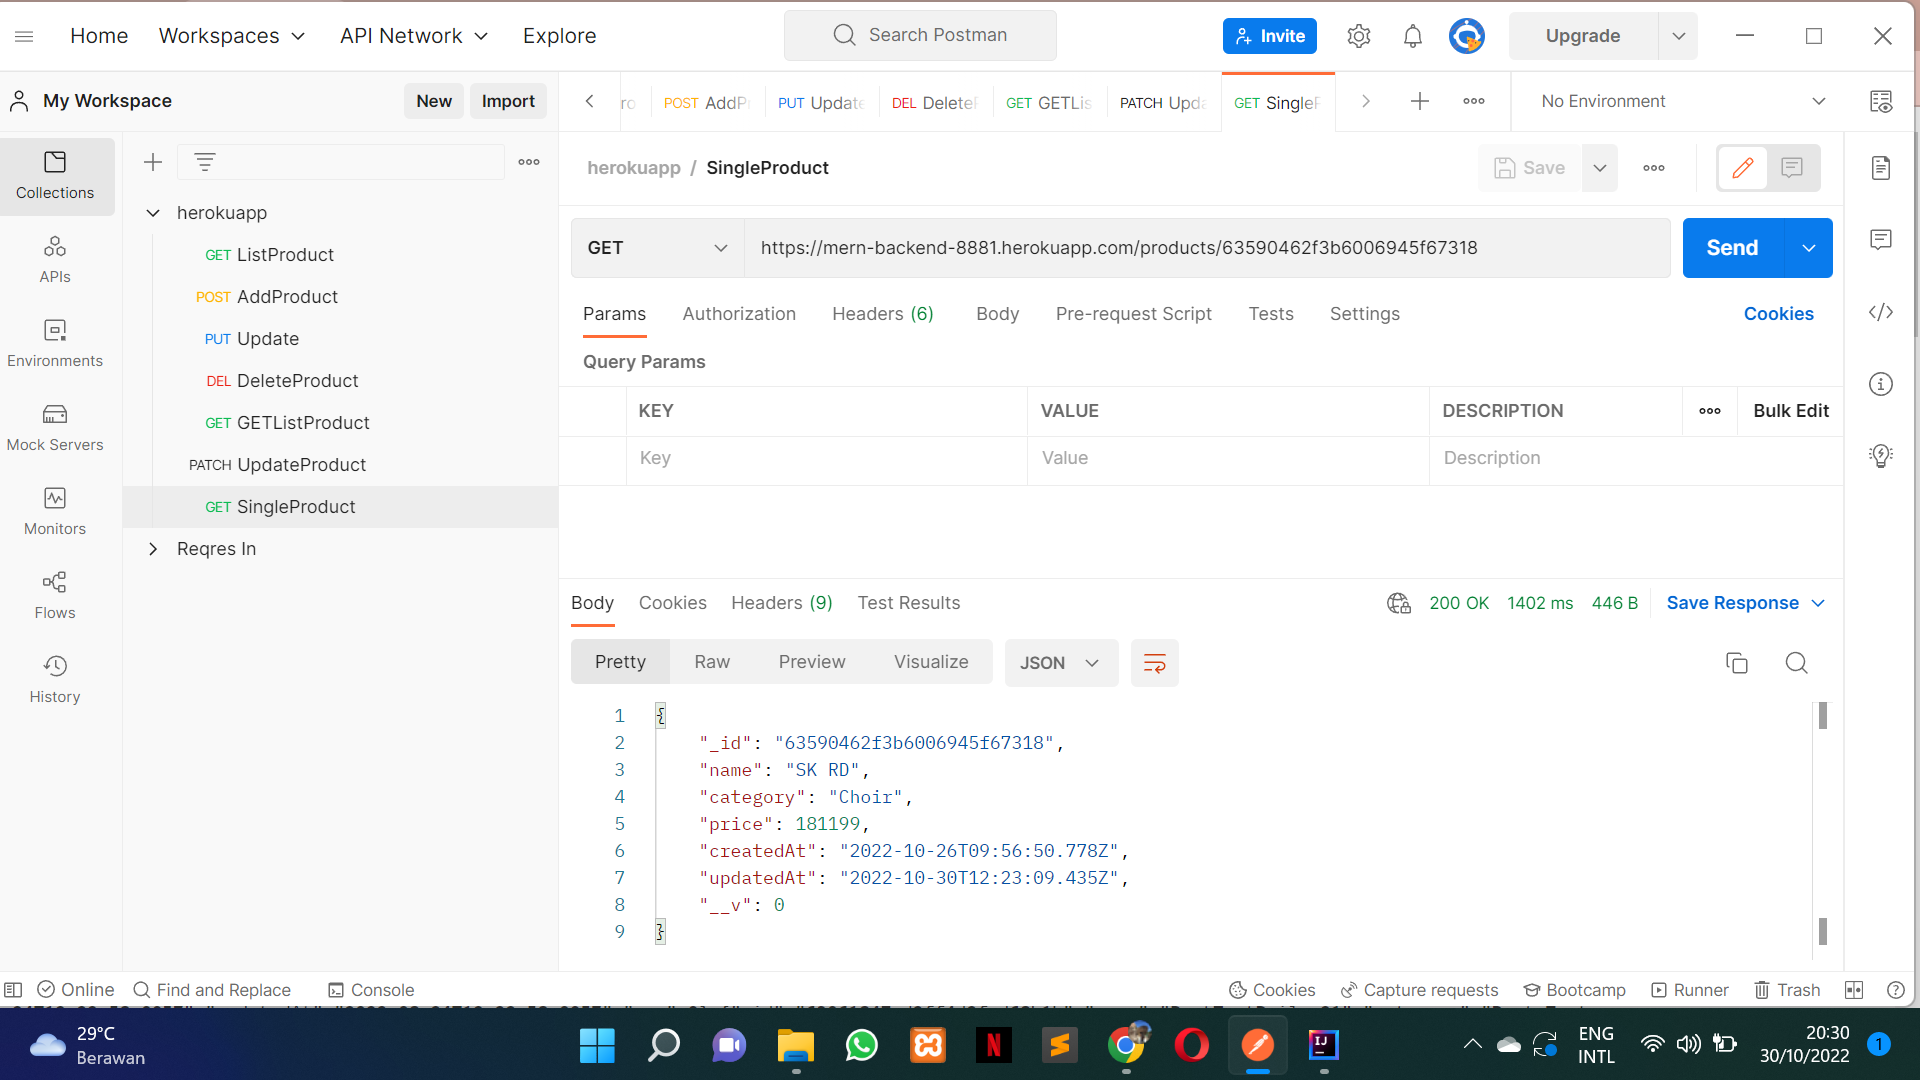 Home
Workspaces
API Network
Explore
Search Postman
Invite
Upgrade
My Workspace
New
Import
POST AddP
PUT Update
DEL Delete
GET GETLis
PATCH Upda
GET Single
No Environment
Collections
APIs
Environments
Mock Servers
Monitors
Flows
History
herokuapp
GET ListProduct
POST AddProduct
PUT Update
DEL DeleteProduct
GET GETListProduct
PATCH UpdateProduct
GET SingleProduct
Reqres In
herokuapp / SingleProduct
Save
GET
https://mern-backend-8881.herokuapp.com/products/63590462f3b6006945f67318
Send
Params
Authorization
Headers (6)
Body
Pre-request Script
Tests
Settings
Cookies
Query Params
KEY
VALUE
DESCRIPTION
Bulk Edit
Key
Value
Description
Body
Cookies
Headers (9)
Test Results
200 OK
1402 ms
446 B
Save Response
Pretty
Raw
Preview
Visualize
JSON
1 {
2 "_id": "63590462f3b6006945f67318",
3 "name": "SK RD",
4 "category": "Choir",
5 "price": 181199,
6 "createdAt": "2022-10-26T09:56:50.778Z",
7 "updatedAt": "2022-10-30T12:23:09.435Z",
8 "__v": 0
9 }
Online
Find and Replace
Console
Cookies
Capture requests
Bootcamp
Runner
Trash
29°C
Berawan
N
IJ
ENG
INTL
20:30
30/10/2022
1